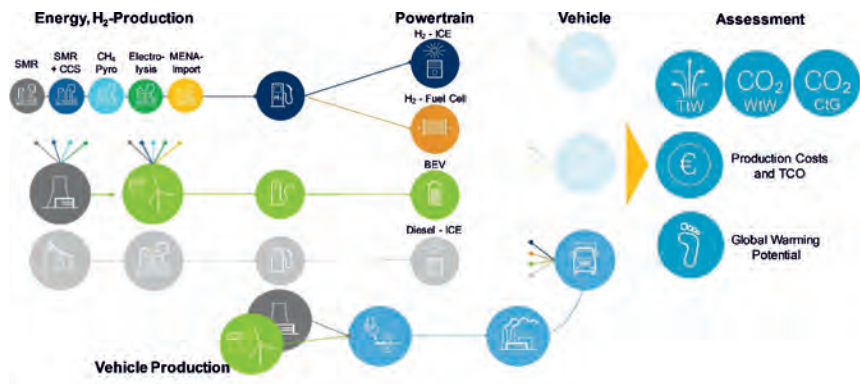 Energy, H₂-Production
Powertrain
Vehicle
Assessment
SMR
SMR
+ CCS
CH₄
Pyro
Electro-
lysis
MENA-
Import
H₂ - ICE
H₂ - Fuel Cell
BEV
Diesel - ICE
TtW
CO₂
WtW
CO₂
CtG
€
Production Costs
and TCO
Global Warming
Potential
Vehicle Production